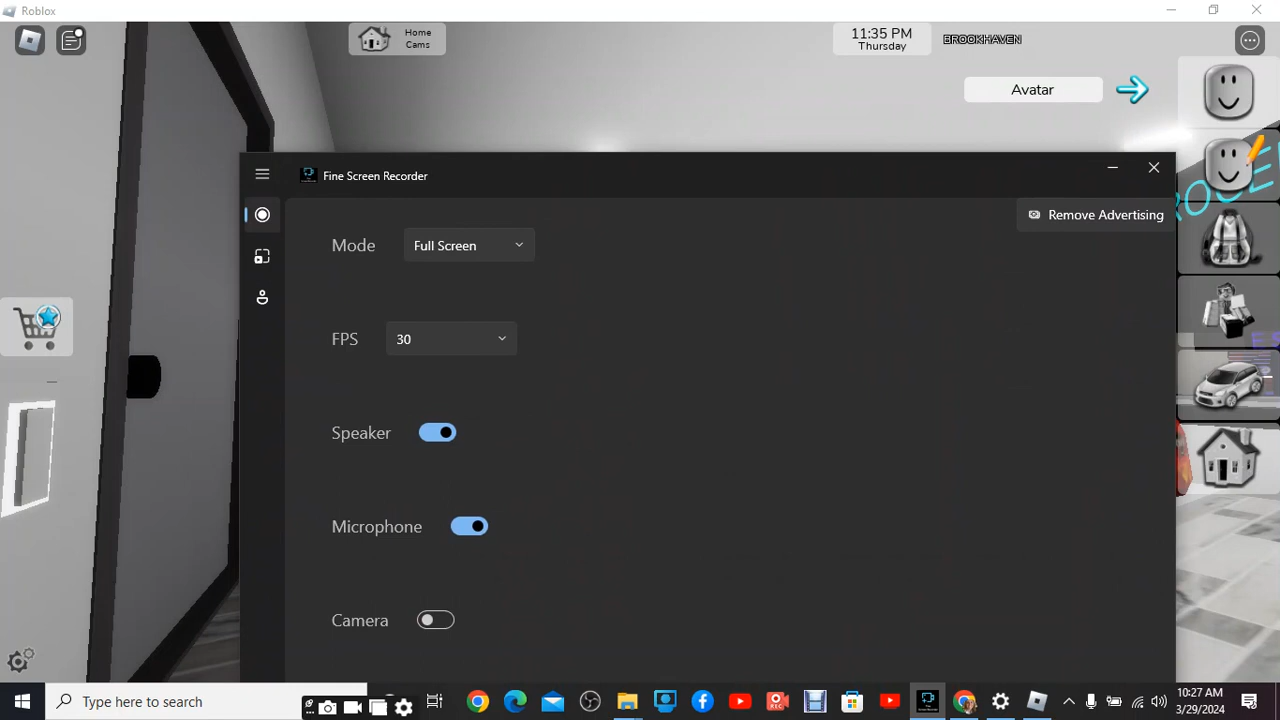 Roblox
Home
Cams
11:35 PM
Thursday
BROOKHAVEN
Avatar
Fine Screen Recorder
Remove Advertising
Mode
Full Screen
FPS
30
Speaker
Microphone
Camera
Type here to search
REC
10:27 AM
3/29/2024